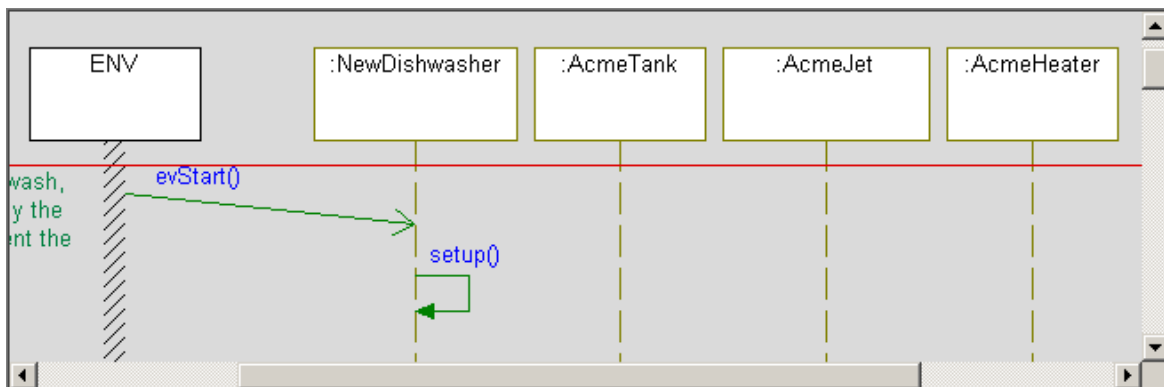 ENV
:NewDishwasher
:AcmeTank
:AcmeJet
:AcmeHeater
evStart()
wash,
y the
ent the
setup()